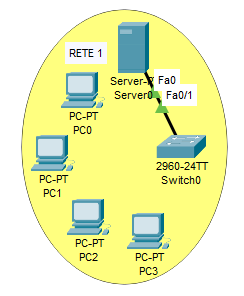 RETE 1
Fa0
Server-P
Server0
Fa0/1
PC-PT
PC0
2960-24TT
Switch0
PC-PT
PC1
PC-PT
PC2
PC-PT
PC3